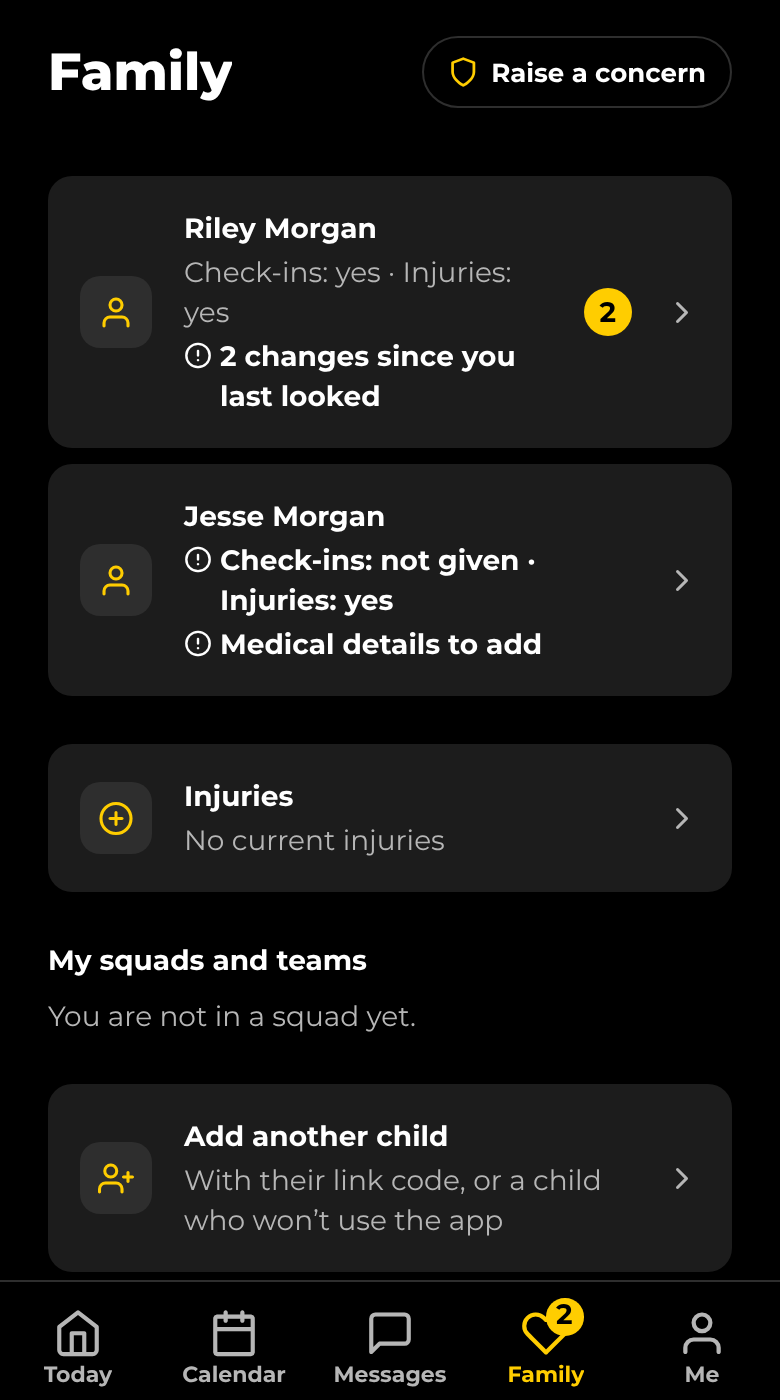 Family
Raise a concern
Riley Morgan
Check-ins: yes · Injuries:
yes
2 changes since you
last looked
2
Jesse Morgan
Check-ins: not given ·
Injuries: yes
Medical details to add
Injuries
No current injuries
My squads and teams
You are not in a squad yet.
Add another child
With their link code, or a child
who won’t use the app
2
Today
Calendar
Messages
Family
Me